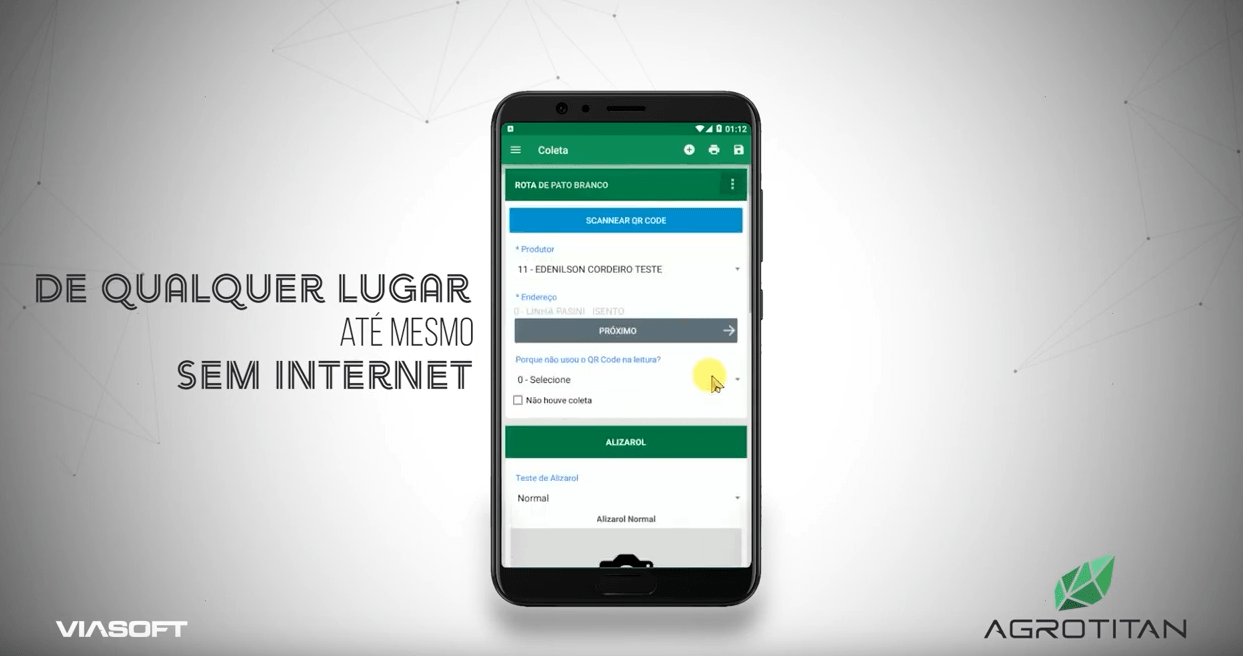 DE QUALQUER LUGAR
ATÉ MESMO
SEM INTERNET
01:12
Coleta
ROTA DE PATO BRANCO
SCANNEAR QR CODE
* Produtor
11 - EDENILSON CORDEIRO TESTE
* Endereço
0 - LINHA PASINI ISENTO
PRÓXIMO
Porque não usou o QR Code na leitura?
0 - Selecione
Não houve coleta
ALIZAROL
Teste de Alizarol
Normal
Alizarol Normal
VIASOFT
AGROTITAN